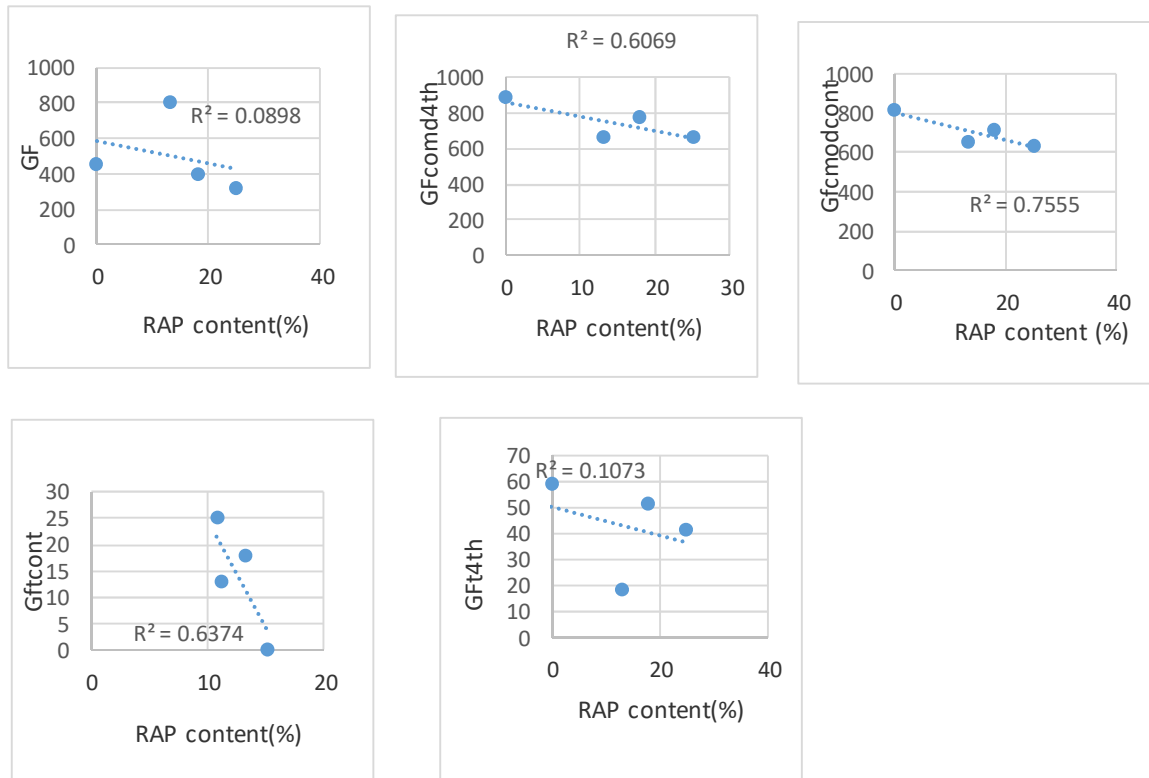 1000
800
600
400
200
0
GF
R² = 0.0898
0 20 40
RAP content(%)
R² = 0.6069
1000
800
600
400
200
0
GFcomd4th
0 10 20 30
RAP content(%)
1000
800
600
400
200
0
Gfcmodcont
R² = 0.7555
0 20 40
RAP content (%)
30
25
20
15
10
5
0
Gftcont
R² = 0.6374
0 10 20
RAP content(%)
70
60
50
40
30
20
10
0
GFt4th
R² = 0.1073
0 20 40
RAP content(%)